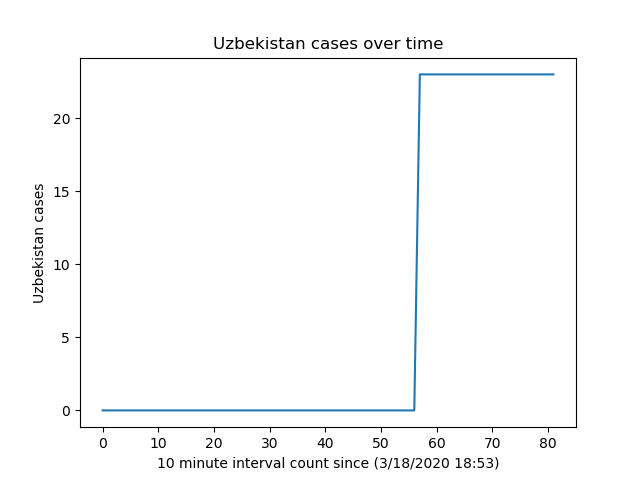 Uzbekistan cases over time
Uzbekistan cases
20
15
10
5
0
0 10 20 30 40 50 60 70 80
10 minute interval count since (3/18/2020 18:53)